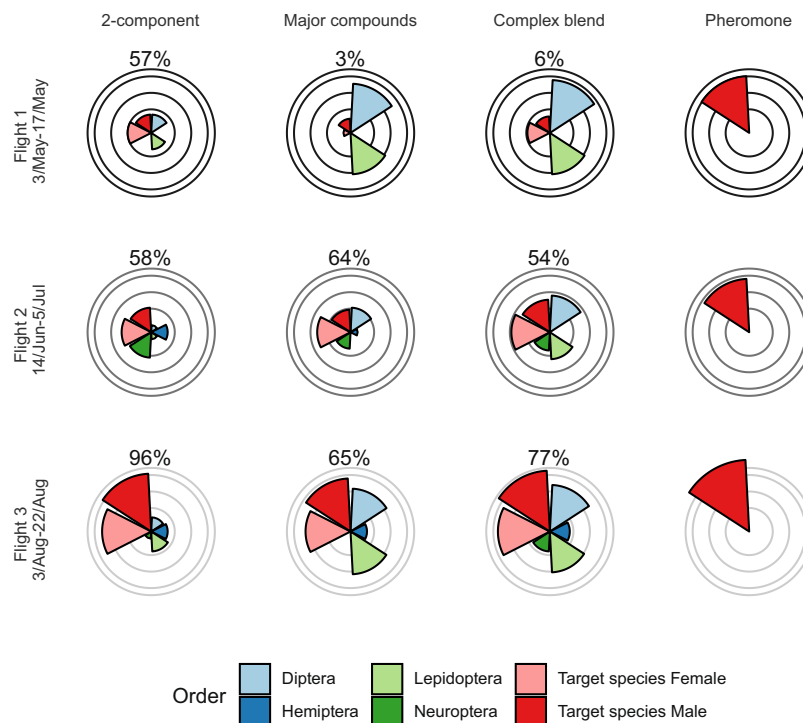 2-component Major compounds Complex blend Pheromone
57% 3% 6%
Flight 1
3/May-17/May
58% 64% 54%
Flight 2
14/Jun-5/Jul
96% 65% 77%
Flight 3
3/Aug-22/Aug
Order
Diptera Lepidoptera Target species Female
Hemiptera Neuroptera Target species Male